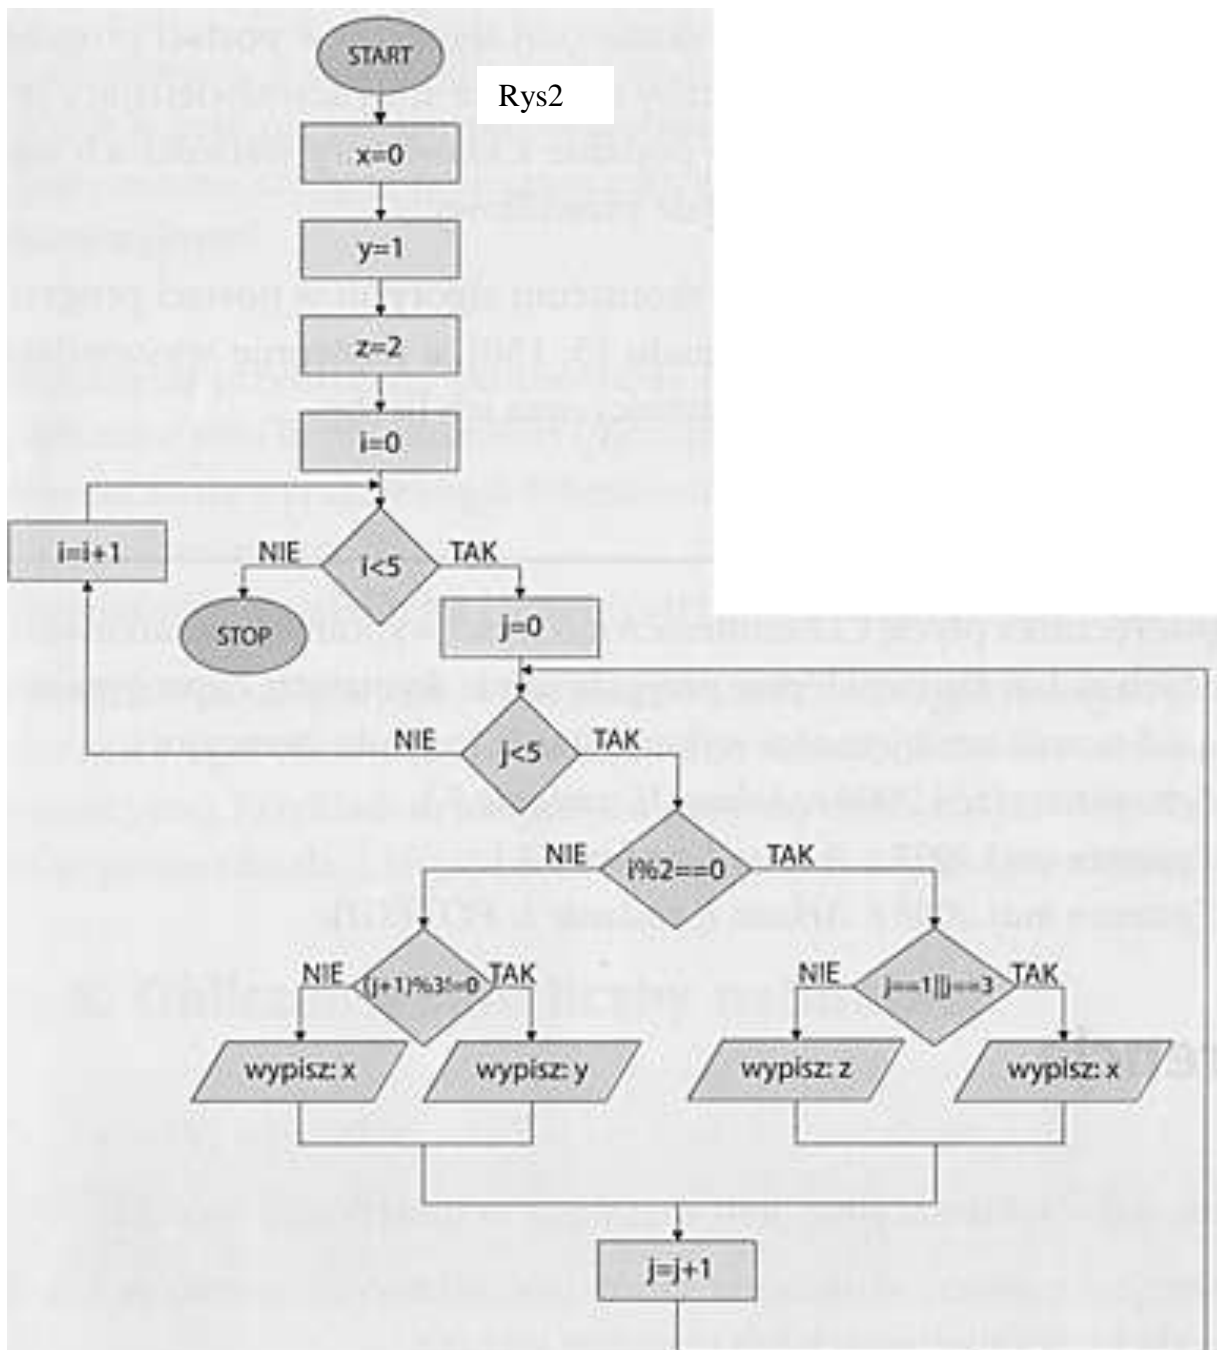 START
Rys2
x=0
y=1
z=2
i=0
i=i+1
NIE
i<5
TAK
STOP
j=0
NIE
j<5
TAK
NIE
i%2==0
TAK
NIE
(j+1)%3!=0
TAK
NIE
j==1||j==3
TAK
wypisz: x
wypisz: y
wypisz: z
wypisz: x
j=j+1